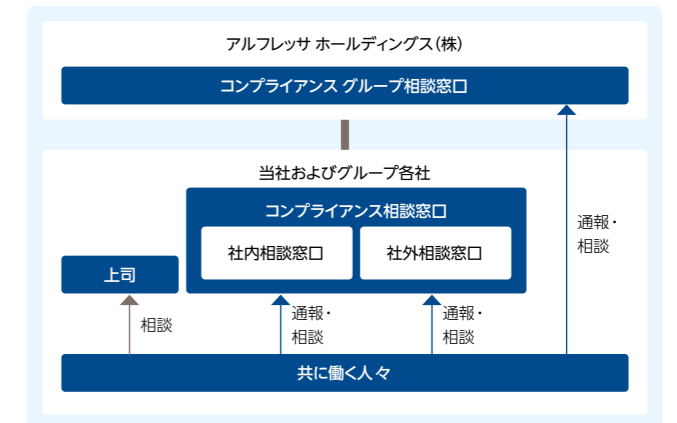 アルフレッサ ホールディングス（株）
コンプライアンス グループ相談窓口
当社およびグループ各社
コンプライアンス相談窓口
社内相談窓口
社外相談窓口
上司
相談
通報・
相談
通報・
相談
通報・
相談
共に働く人々